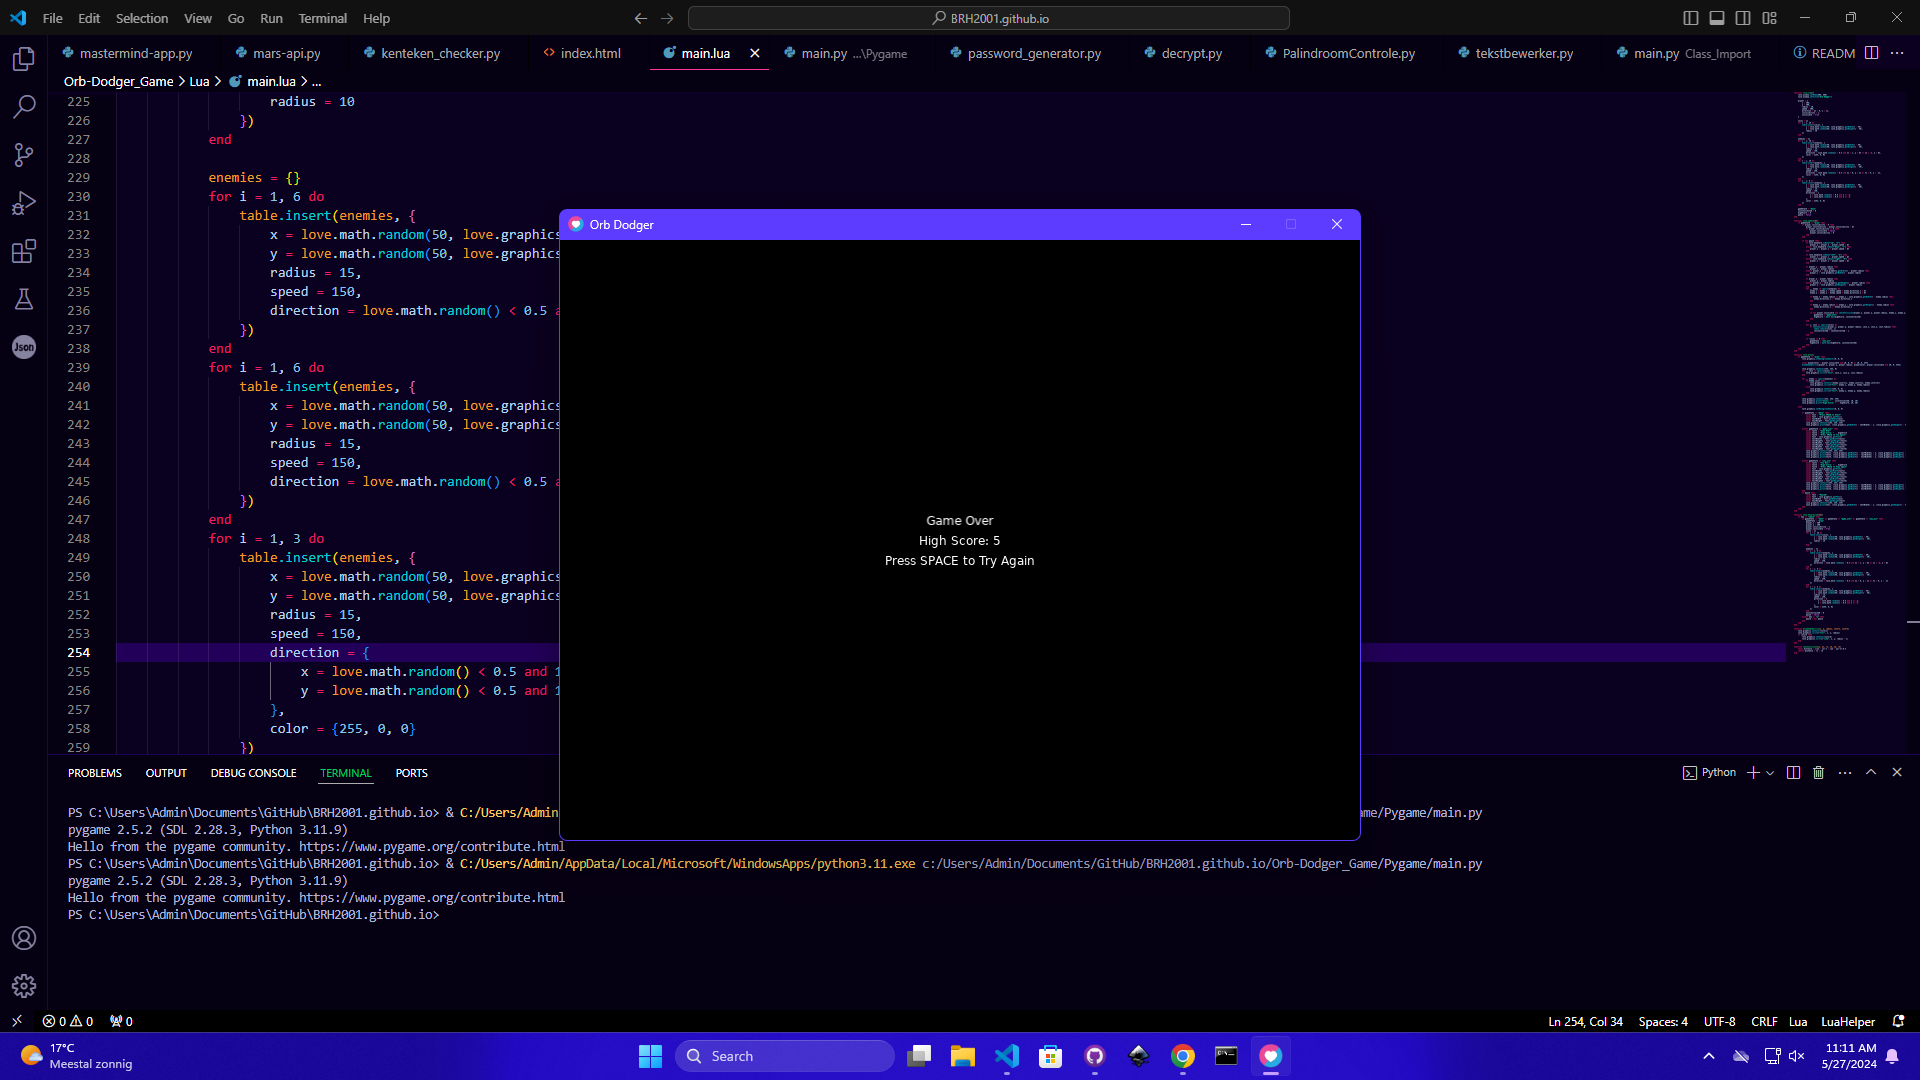 File Edit Selection View Go Run Terminal Help
BRH2001.github.io
mastermind-app.py mars-api.py kenteken_checker.py index.html main.lua main.py ...\Pygame password_generator.py decrypt.py PalindroomControle.py tekstbewerker.py main.py Class_Import READM
Orb-Dodger_Game > Lua > main.lua > ...
225 radius = 10
226 })
227 end
228
229 enemies = {}
230 for i = 1, 6 do
231 table.insert(enemies, {
232 x = love.math.random(50, love.graphics
233 y = love.math.random(50, love.graphics
234 radius = 15,
235 speed = 150,
236 direction = love.math.random() < 0.5
237 })
238 end
239 for i = 1, 6 do
240 table.insert(enemies, {
241 x = love.math.random(50, love.graphics
242 y = love.math.random(50, love.graphics
243 radius = 15,
244 speed = 150,
245 direction = love.math.random() < 0.5
246 })
247 end
248 for i = 1, 3 do
249 table.insert(enemies, {
250 x = love.math.random(50, love.graphics
251 y = love.math.random(50, love.graphics
252 radius = 15,
253 speed = 150,
254 direction = {
255 x = love.math.random() < 0.5 and 1
256 y = love.math.random() < 0.5 and 1
257 },
258 color = {255, 0, 0}
259 })
Orb Dodger
Game Over
High Score: 5
Press SPACE to Try Again
PROBLEMS OUTPUT DEBUG CONSOLE TERMINAL PORTS
Python
PS C:\Users\Admin\Documents\GitHub\BRH2001.github.io> & C:/Users/Admin me/Pygame/main.py
pygame 2.5.2 (SDL 2.28.3, Python 3.11.9)
Hello from the pygame community. https://www.pygame.org/contribute.html
PS C:\Users\Admin\Documents\GitHub\BRH2001.github.io> & C:/Users/Admin/AppData/Local/Microsoft/WindowsApps/python3.11.exe c:/Users/Admin/Documents/GitHub/BRH2001.github.io/Orb-Dodger_Game/Pygame/main.py
pygame 2.5.2 (SDL 2.28.3, Python 3.11.9)
Hello from the pygame community. https://www.pygame.org/contribute.html
PS C:\Users\Admin\Documents\GitHub\BRH2001.github.io>
Json
0 0 0
Ln 254, Col 34 Spaces: 4 UTF-8 CRLF Lua LuaHelper
17°C
Meestal zonnig
Search
11:11 AM
5/27/2024